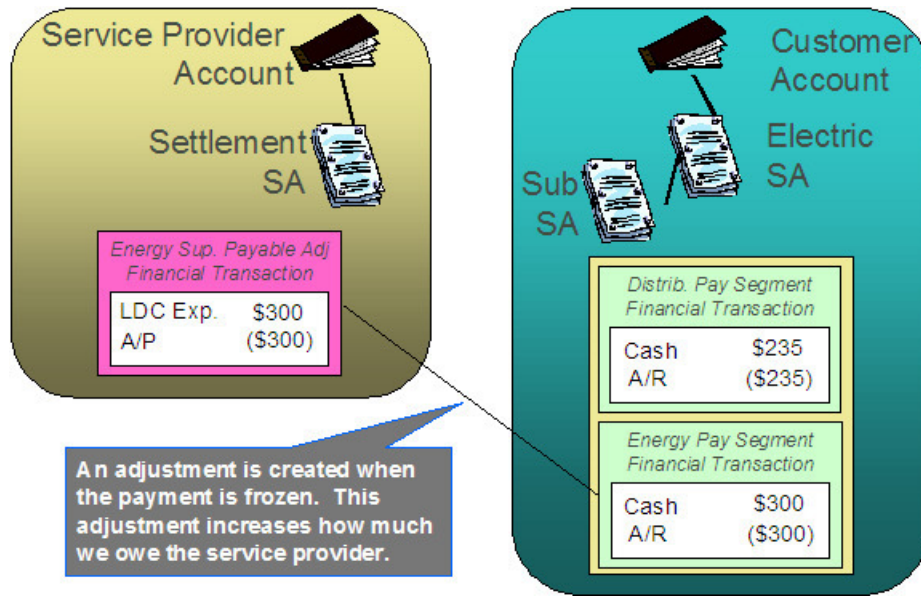 Service Provider
Account
Settlement
SA
Energy Sup. Payable Adj
Financial Transaction
LDC Exp. $300
A/P ($300)
An adjustment is created when
the payment is frozen. This
adjustment increases how much
we owe the service provider.
Customer
Account
Electric
SA
Sub
SA
Distrib. Pay Segment
Financial Transaction
Cash $235
A/R ($235)
Energy Pay Segment
Financial Transaction
Cash $300
A/R ($300)